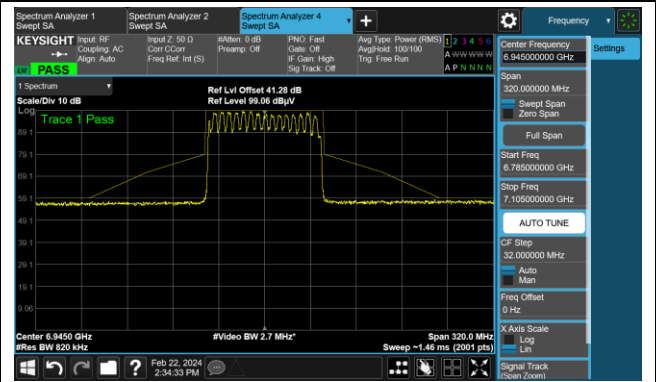 Spectrum Analyzer 1
Swept SA
Spectrum Analyzer 2
Swept SA
Spectrum Analyzer 4
Swept SA
Frequency
KEYSIGHT
Input: RF
Coupling: AC
Align: Auto
Input Z: 50 Ω
Corr CCorr
Freq Ref: Int (S)
#Atten: 0 dB
Preamp: Off
PNO: Fast
Gate: Off
IF Gain: High
Sig Track: Off
Avg Type: Power (RMS)
Avg|Hold: 100/100
Trig: Free Run
1 2 3 4 5 6
A W W W W W
A P N N N N
LXI
PASS
1 Spectrum
Scale/Div 10 dB
Ref Lvl Offset 41.28 dB
Ref Level 99.06 dBµV
Log
Trace 1 Pass
89.1
79.1
69.1
59.1
49.1
39.1
29.1
19.1
9.06
Center 6.9450 GHz
#Res BW 820 kHz
#Video BW 2.7 MHz*
Span 320.0 MHz
Sweep ~1.46 ms (2001 pts)
Feb 22, 2024
2:34:33 PM
Center Frequency
6.945000000 GHz
Settings
Span
320.000000 MHz
Swept Span
Zero Span
Full Span
Start Freq
6.785000000 GHz
Stop Freq
7.105000000 GHz
AUTO TUNE
CF Step
32.000000 MHz
Auto
Man
Freq Offset
0 Hz
X Axis Scale
Log
Lin
Signal Track
(Span Zoom)